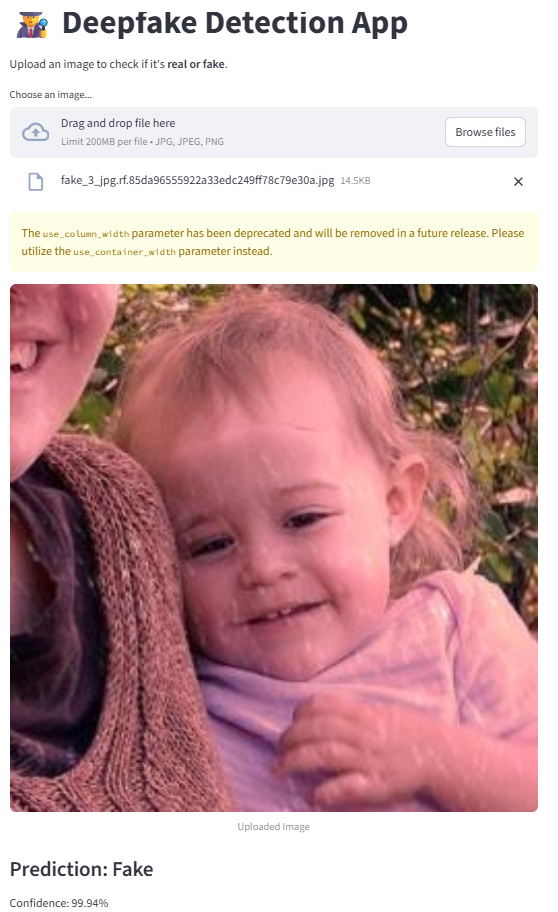 Deepfake Detection App
Upload an image to check if it's real or fake.
Choose an image...
Drag and drop file here
Limit 200MB per file • JPG, JPEG, PNG
Browse files
fake_3_jpg.rf.85da96555922a33edc249ff78c79e30a.jpg 14.5KB
The use_column_width parameter has been deprecated and will be removed in a future release. Please
utilize the use_container_width parameter instead.
Uploaded Image
Prediction: Fake
Confidence: 99.94%